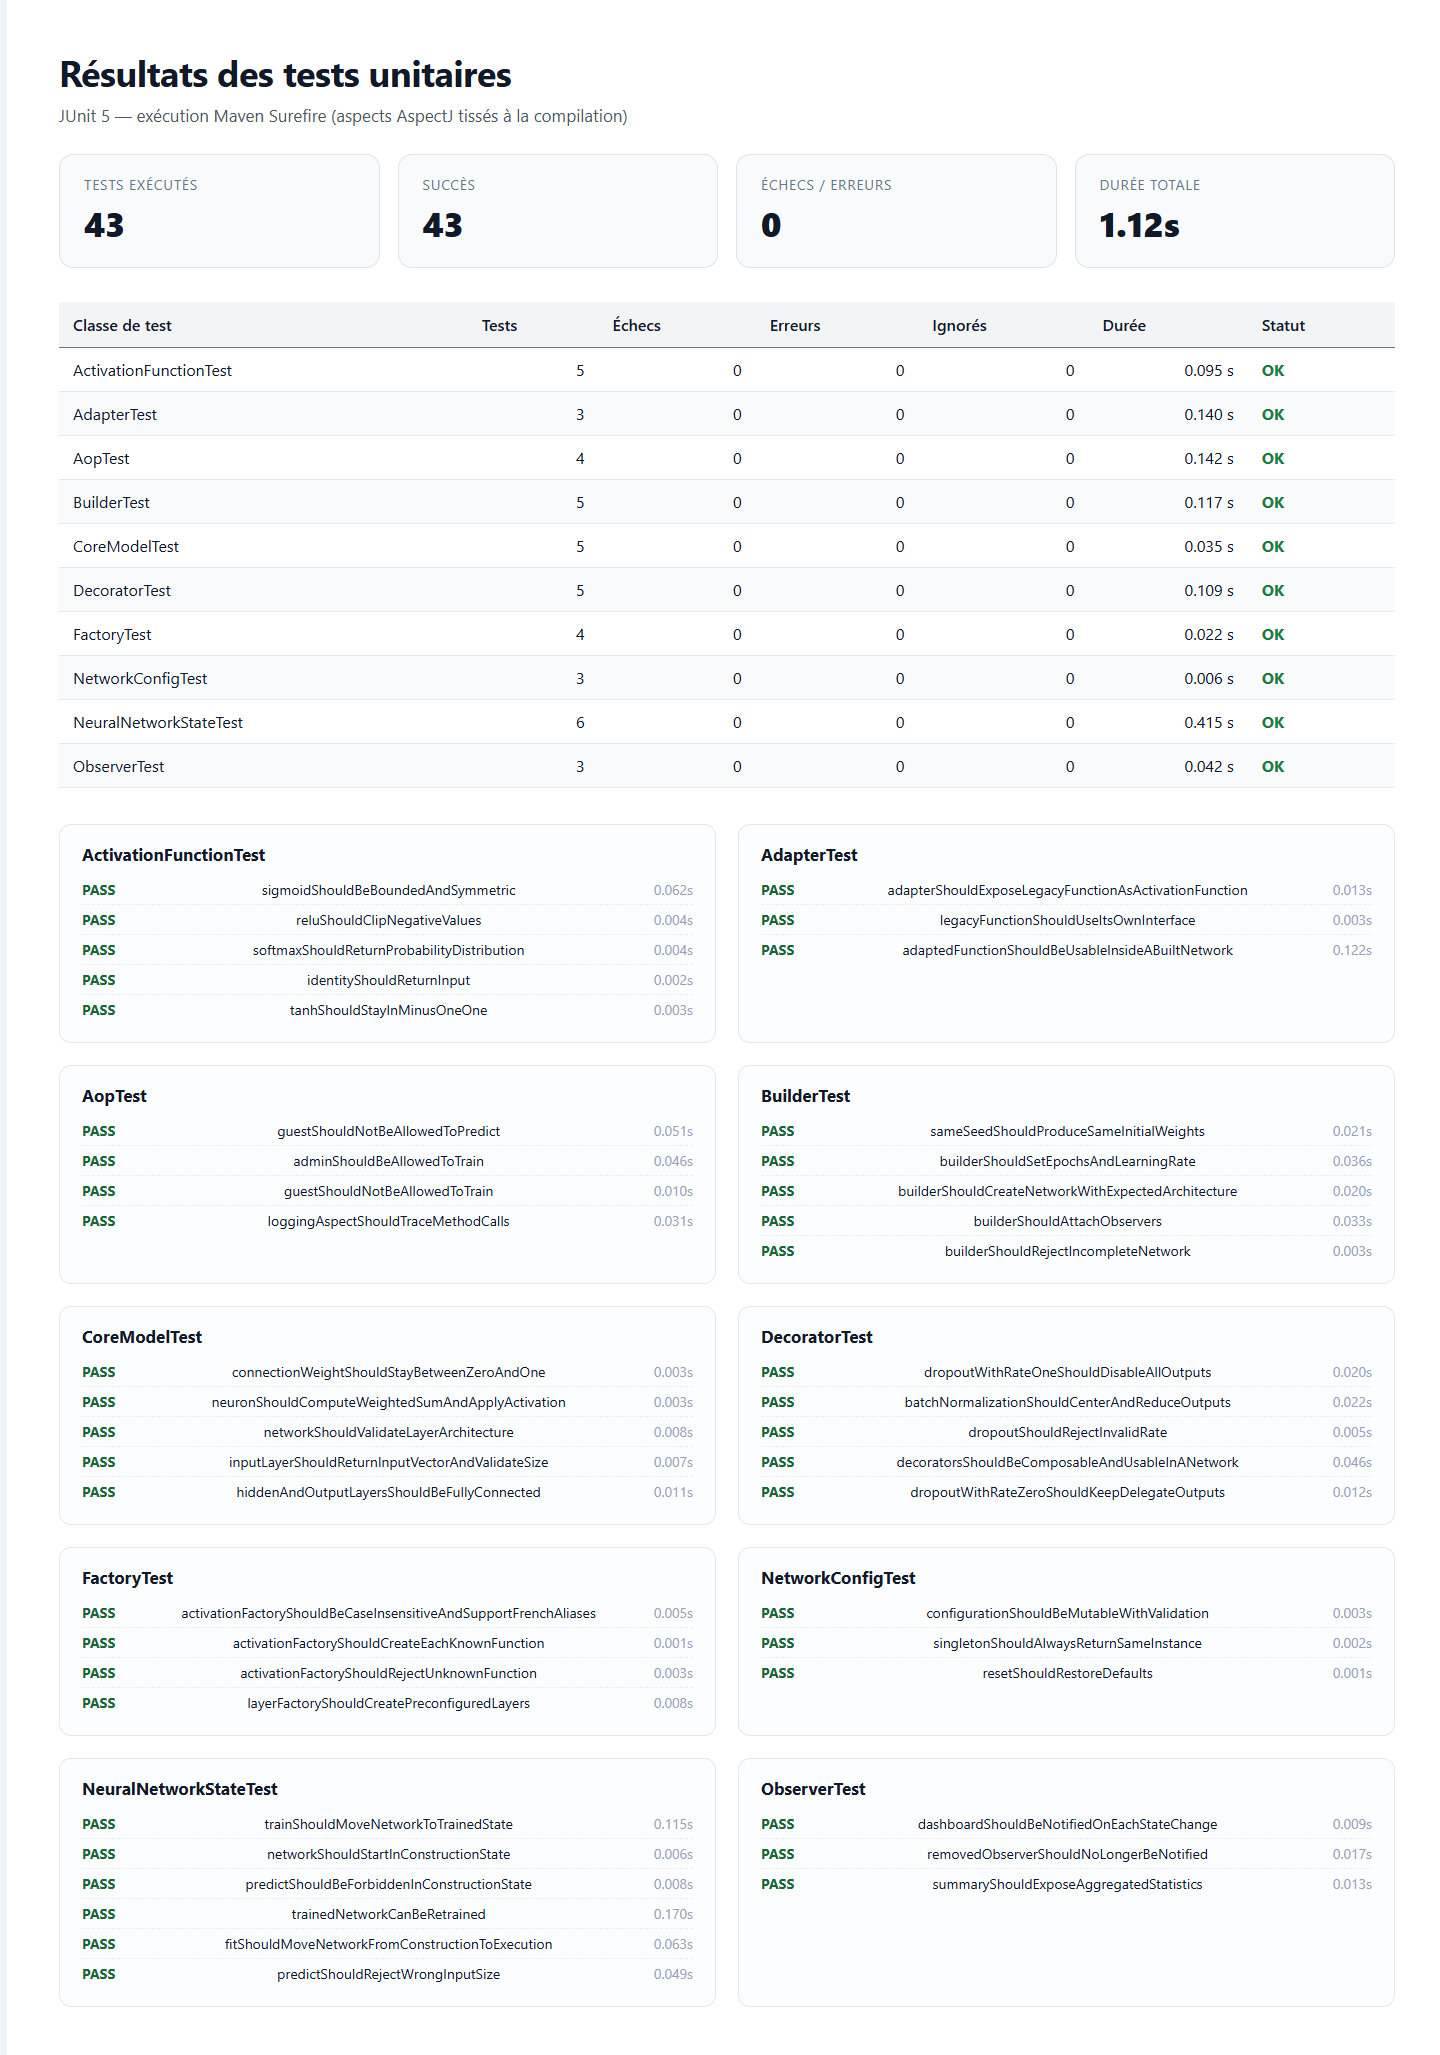 Résultats des tests unitaires
JUnit 5 — exécution Maven Surefire (aspects AspectJ tissés à la compilation)
TESTS EXÉCUTÉS
43
SUCCÈS
43
ÉCHECS / ERREURS
0
DURÉE TOTALE
1.12s
Classe de test Tests Échecs Erreurs Ignorés Durée Statut
ActivationFunctionTest 5 0 0 0 0.095 s OK
AdapterTest 3 0 0 0 0.140 s OK
AopTest 4 0 0 0 0.142 s OK
BuilderTest 5 0 0 0 0.117 s OK
CoreModelTest 5 0 0 0 0.035 s OK
DecoratorTest 5 0 0 0 0.109 s OK
FactoryTest 4 0 0 0 0.022 s OK
NetworkConfigTest 3 0 0 0 0.006 s OK
NeuralNetworkStateTest 6 0 0 0 0.415 s OK
ObserverTest 3 0 0 0 0.042 s OK
ActivationFunctionTest
PASS sigmoidShouldBeBoundedAndSymmetric 0.062s
PASS reluShouldClipNegativeValues 0.004s
PASS softmaxShouldReturnProbabilityDistribution 0.004s
PASS identityShouldReturnInput 0.002s
PASS tanhShouldStayInMinusOneOne 0.003s
AdapterTest
PASS adapterShouldExposeLegacyFunctionAsActivationFunction 0.013s
PASS legacyFunctionShouldUseItsOwnInterface 0.003s
PASS adaptedFunctionShouldBeUsableInsideABuiltNetwork 0.122s
AopTest
PASS guestShouldNotBeAllowedToPredict 0.051s
PASS adminShouldBeAllowedToTrain 0.046s
PASS guestShouldNotBeAllowedToTrain 0.010s
PASS loggingAspectShouldTraceMethodCalls 0.031s
BuilderTest
PASS sameSeedShouldProduceSameInitialWeights 0.021s
PASS builderShouldSetEpochsAndLearningRate 0.036s
PASS builderShouldCreateNetworkWithExpectedArchitecture 0.020s
PASS builderShouldAttachObservers 0.033s
PASS builderShouldRejectIncompleteNetwork 0.003s
CoreModelTest
PASS connectionWeightShouldStayBetweenZeroAndOne 0.003s
PASS neuronShouldComputeWeightedSumAndApplyActivation 0.003s
PASS networkShouldValidateLayerArchitecture 0.008s
PASS inputLayerShouldReturnInputVectorAndValidateSize 0.007s
PASS hiddenAndOutputLayersShouldBeFullyConnected 0.011s
DecoratorTest
PASS dropoutWithRateOneShouldDisableAllOutputs 0.020s
PASS batchNormalizationShouldCenterAndReduceOutputs 0.022s
PASS dropoutShouldRejectInvalidRate 0.005s
PASS decoratorsShouldBeComposableAndUsableInANetwork 0.046s
PASS dropoutWithRateZeroShouldKeepDelegateOutputs 0.012s
FactoryTest
PASS activationFactoryShouldBeCaseInsensitiveAndSupportFrenchAliases 0.005s
PASS activationFactoryShouldCreateEachKnownFunction 0.001s
PASS activationFactoryShouldRejectUnknownFunction 0.003s
PASS layerFactoryShouldCreatePreconfiguredLayers 0.008s
NetworkConfigTest
PASS configurationShouldBeMutableWithValidation 0.003s
PASS singletonShouldAlwaysReturnSameInstance 0.002s
PASS resetShouldRestoreDefaults 0.001s
NeuralNetworkStateTest
PASS trainShouldMoveNetworkToTrainedState 0.115s
PASS networkShouldStartInConstructionState 0.006s
PASS predictShouldBeForbiddenInConstructionState 0.008s
PASS trainedNetworkCanBeRetrained 0.170s
PASS fitShouldMoveNetworkFromConstructionToExecution 0.063s
PASS predictShouldRejectWrongInputSize 0.049s
ObserverTest
PASS dashboardShouldBeNotifiedOnEachStateChange 0.009s
PASS removedObserverShouldNoLongerBeNotified 0.017s
PASS summaryShouldExposeAggregatedStatistics 0.013s